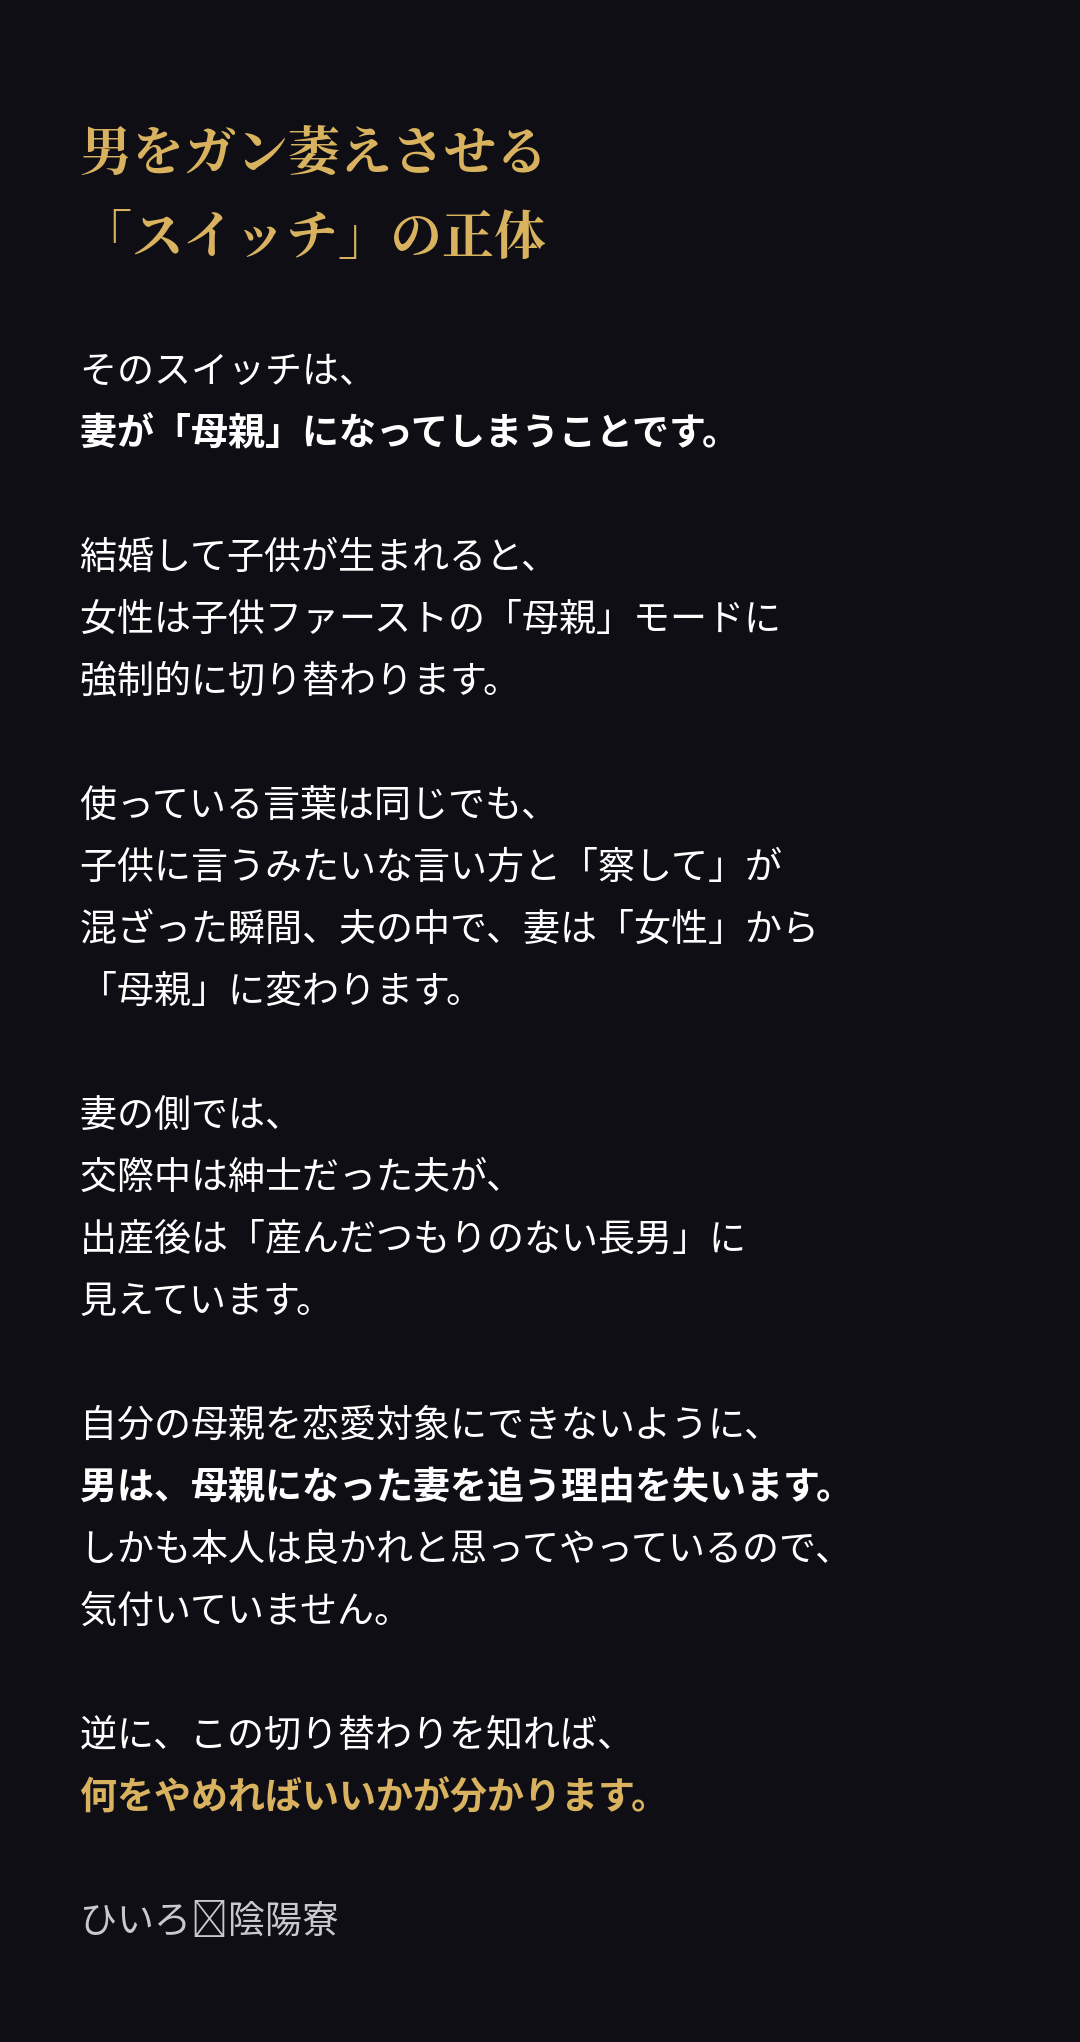 男をガン萎えさせる
「スイッチ」の正体
そのスイッチは、
妻が「母親」になってしまうことです。
結婚して子供が生まれると、
女性は子供ファーストの「母親」モードに
強制的に切り替わります。
使っている言葉は同じでも、
子供に言うみたいな言い方と「察して」が
混ざった瞬間、夫の中で、妻は「女性」から
「母親」に変わります。
妻の側では、
交際中は紳士だった夫が、
出産後は「産んだつもりのない長男」に
見えています。
自分の母親を恋愛対象にできないように、
男は、母親になった妻を追う理由を失います。
しかも本人は良かれと思ってやっているので、
気付いていません。
逆に、この切り替わりを知れば、
何をやめればいいかが分かります。
ひいろ 陰陽寮